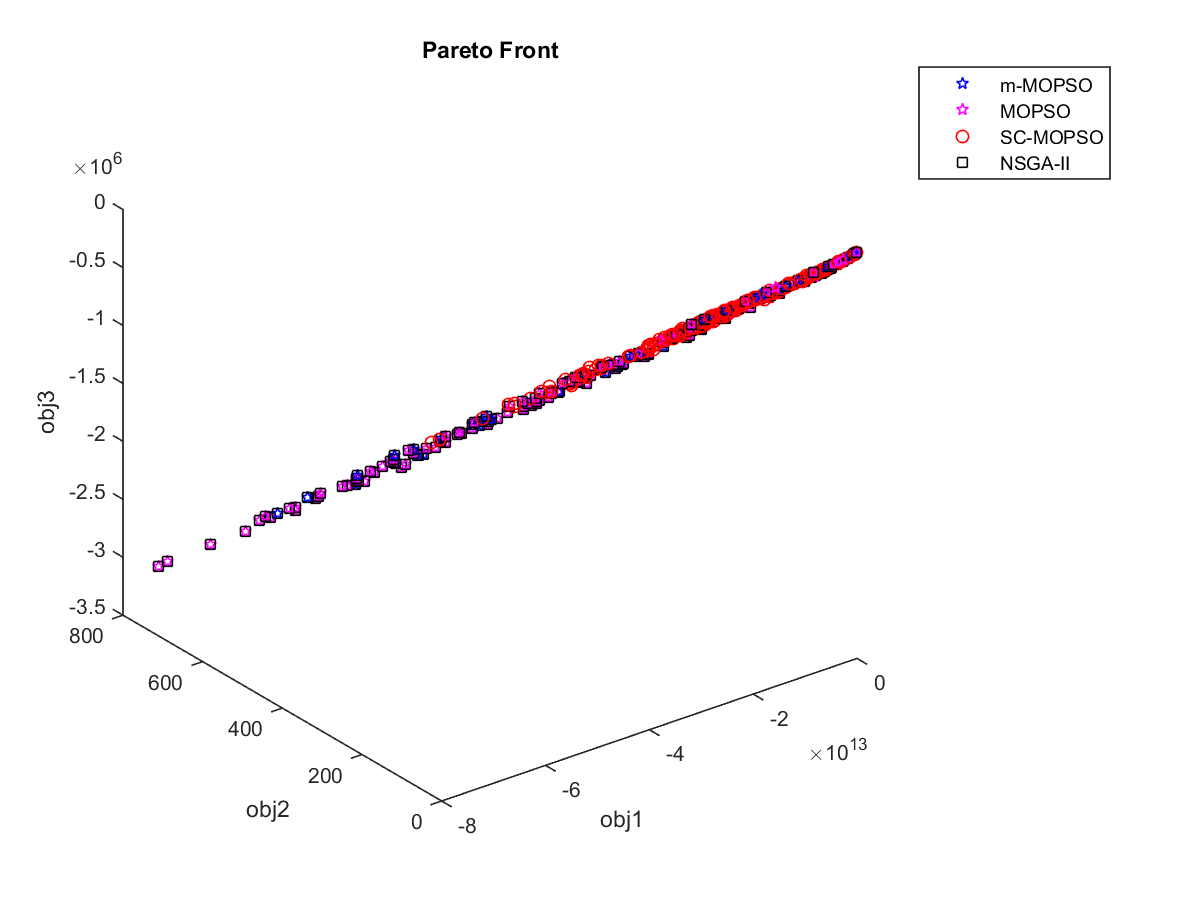 Pareto Front
m-MOPSO
MOPSO
SC-MOPSO
NSGA-II
×10^6
0
-0.5
-1
-1.5
-2
-2.5
-3
-3.5
obj3
800
600
400
200
0
obj2
-8
-6
-4
-2
0
×10^13
obj1